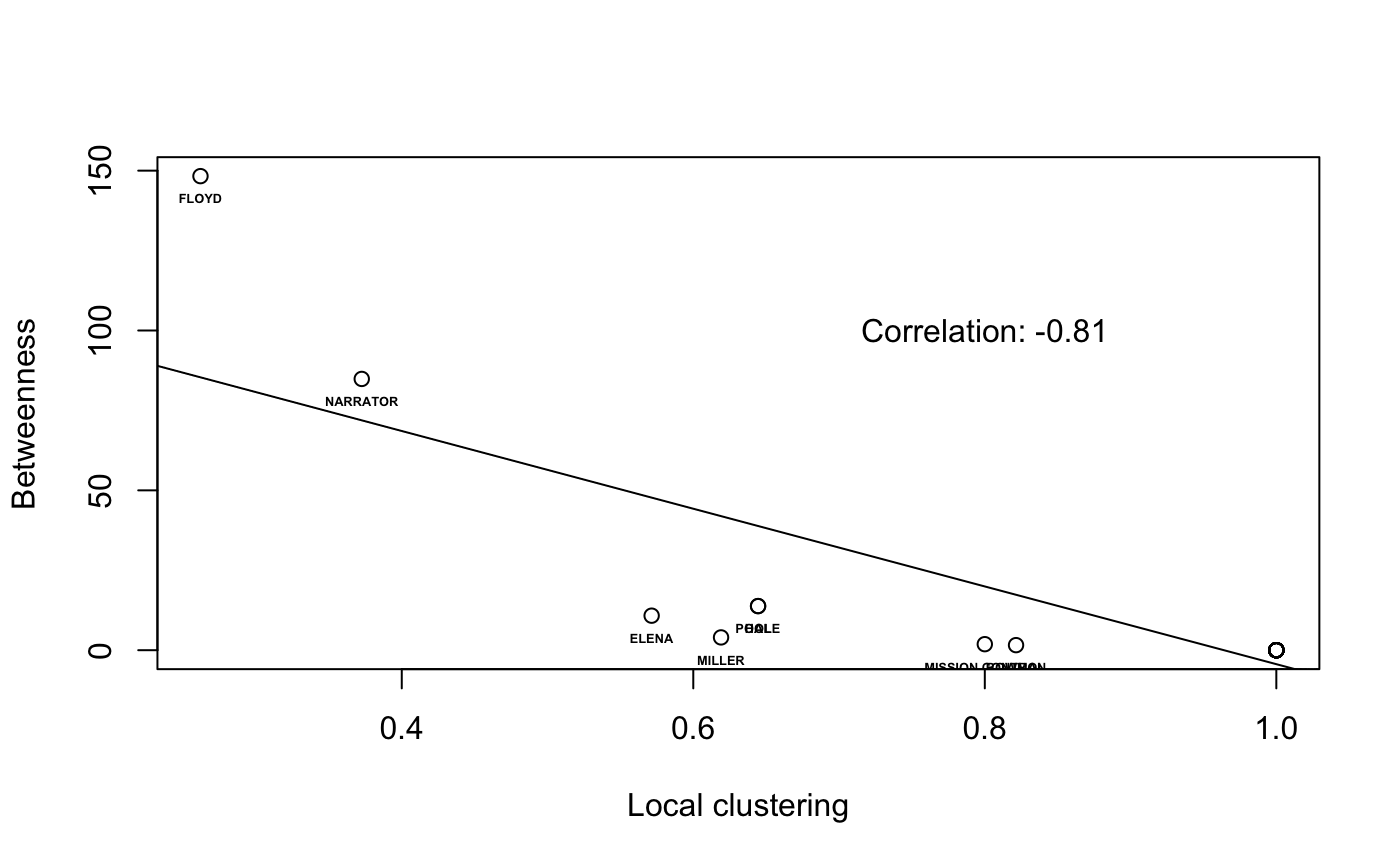 150
FLOYD
Correlation: -0.81
100
NARRATOR
Betweenness
50
ELENA
MILLER
MISSION
0
0.4
0.6
0.8
1.0
Local clustering